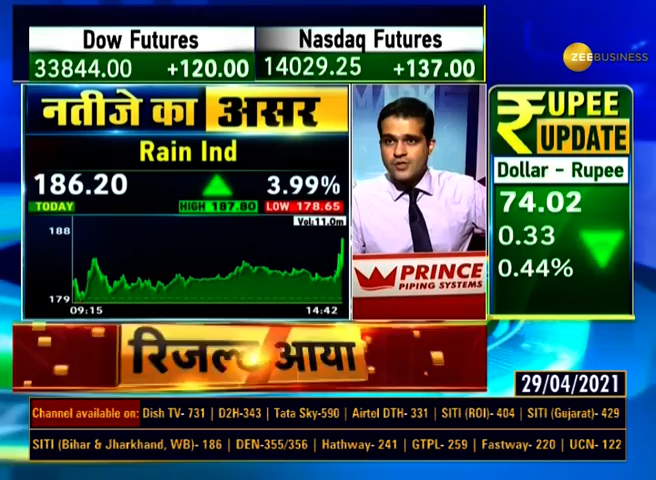 Dow Futures
33844.00 +120.00
Nasdaq Futures
14029.25 +137.00
ZEE BUSINESS
नतीजे का असर
Rain Ind
186.20 3.99%
TODAY HIGH 187.80 LOW 178.65
Vol:11.0m
188
179
09:15 14:42
MARKET
PRINCE
PIPING SYSTEMS
₹UPEE
UPDATE
Dollar - Rupee
74.02
0.33
0.44%
रिजल्ट आया
29/04/2021
Channel available on: Dish TV- 731 | D2H-343 | Tata Sky-590 | Airtel DTH- 331 | SITI (ROI)- 404 | SITI (Gujarat)- 429
SITI (Bihar & Jharkhand, WB)- 186 | DEN-355/356 | Hathway- 241 | GTPL- 259 | Fastway- 220 | UCN- 122